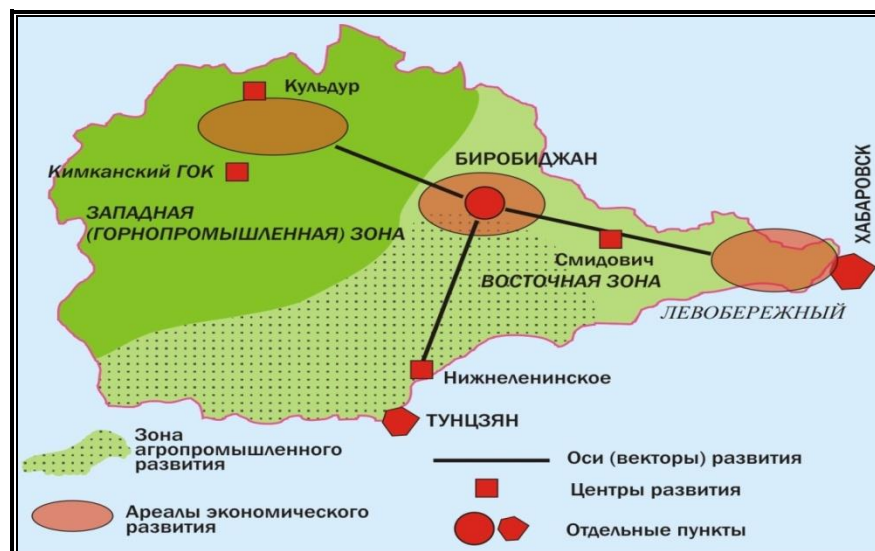 Кульдур
Кимканский ГОК
БИРОБИДЖАН
ХАБАРОВСК
ЗАПАДНАЯ
(ГОРНОПРОМЫШЛЕННАЯ) ЗОНА
Смидович
ВОСТОЧНАЯ ЗОНА
ЛЕВОБЕРЕЖНЫЙ
Нижнеленинское
ТУНЦЗЯН
Зона
агропромышленного
развития
Ареалы экономического
развития
Оси (векторы) развития
Центры развития
Отдельные пункты